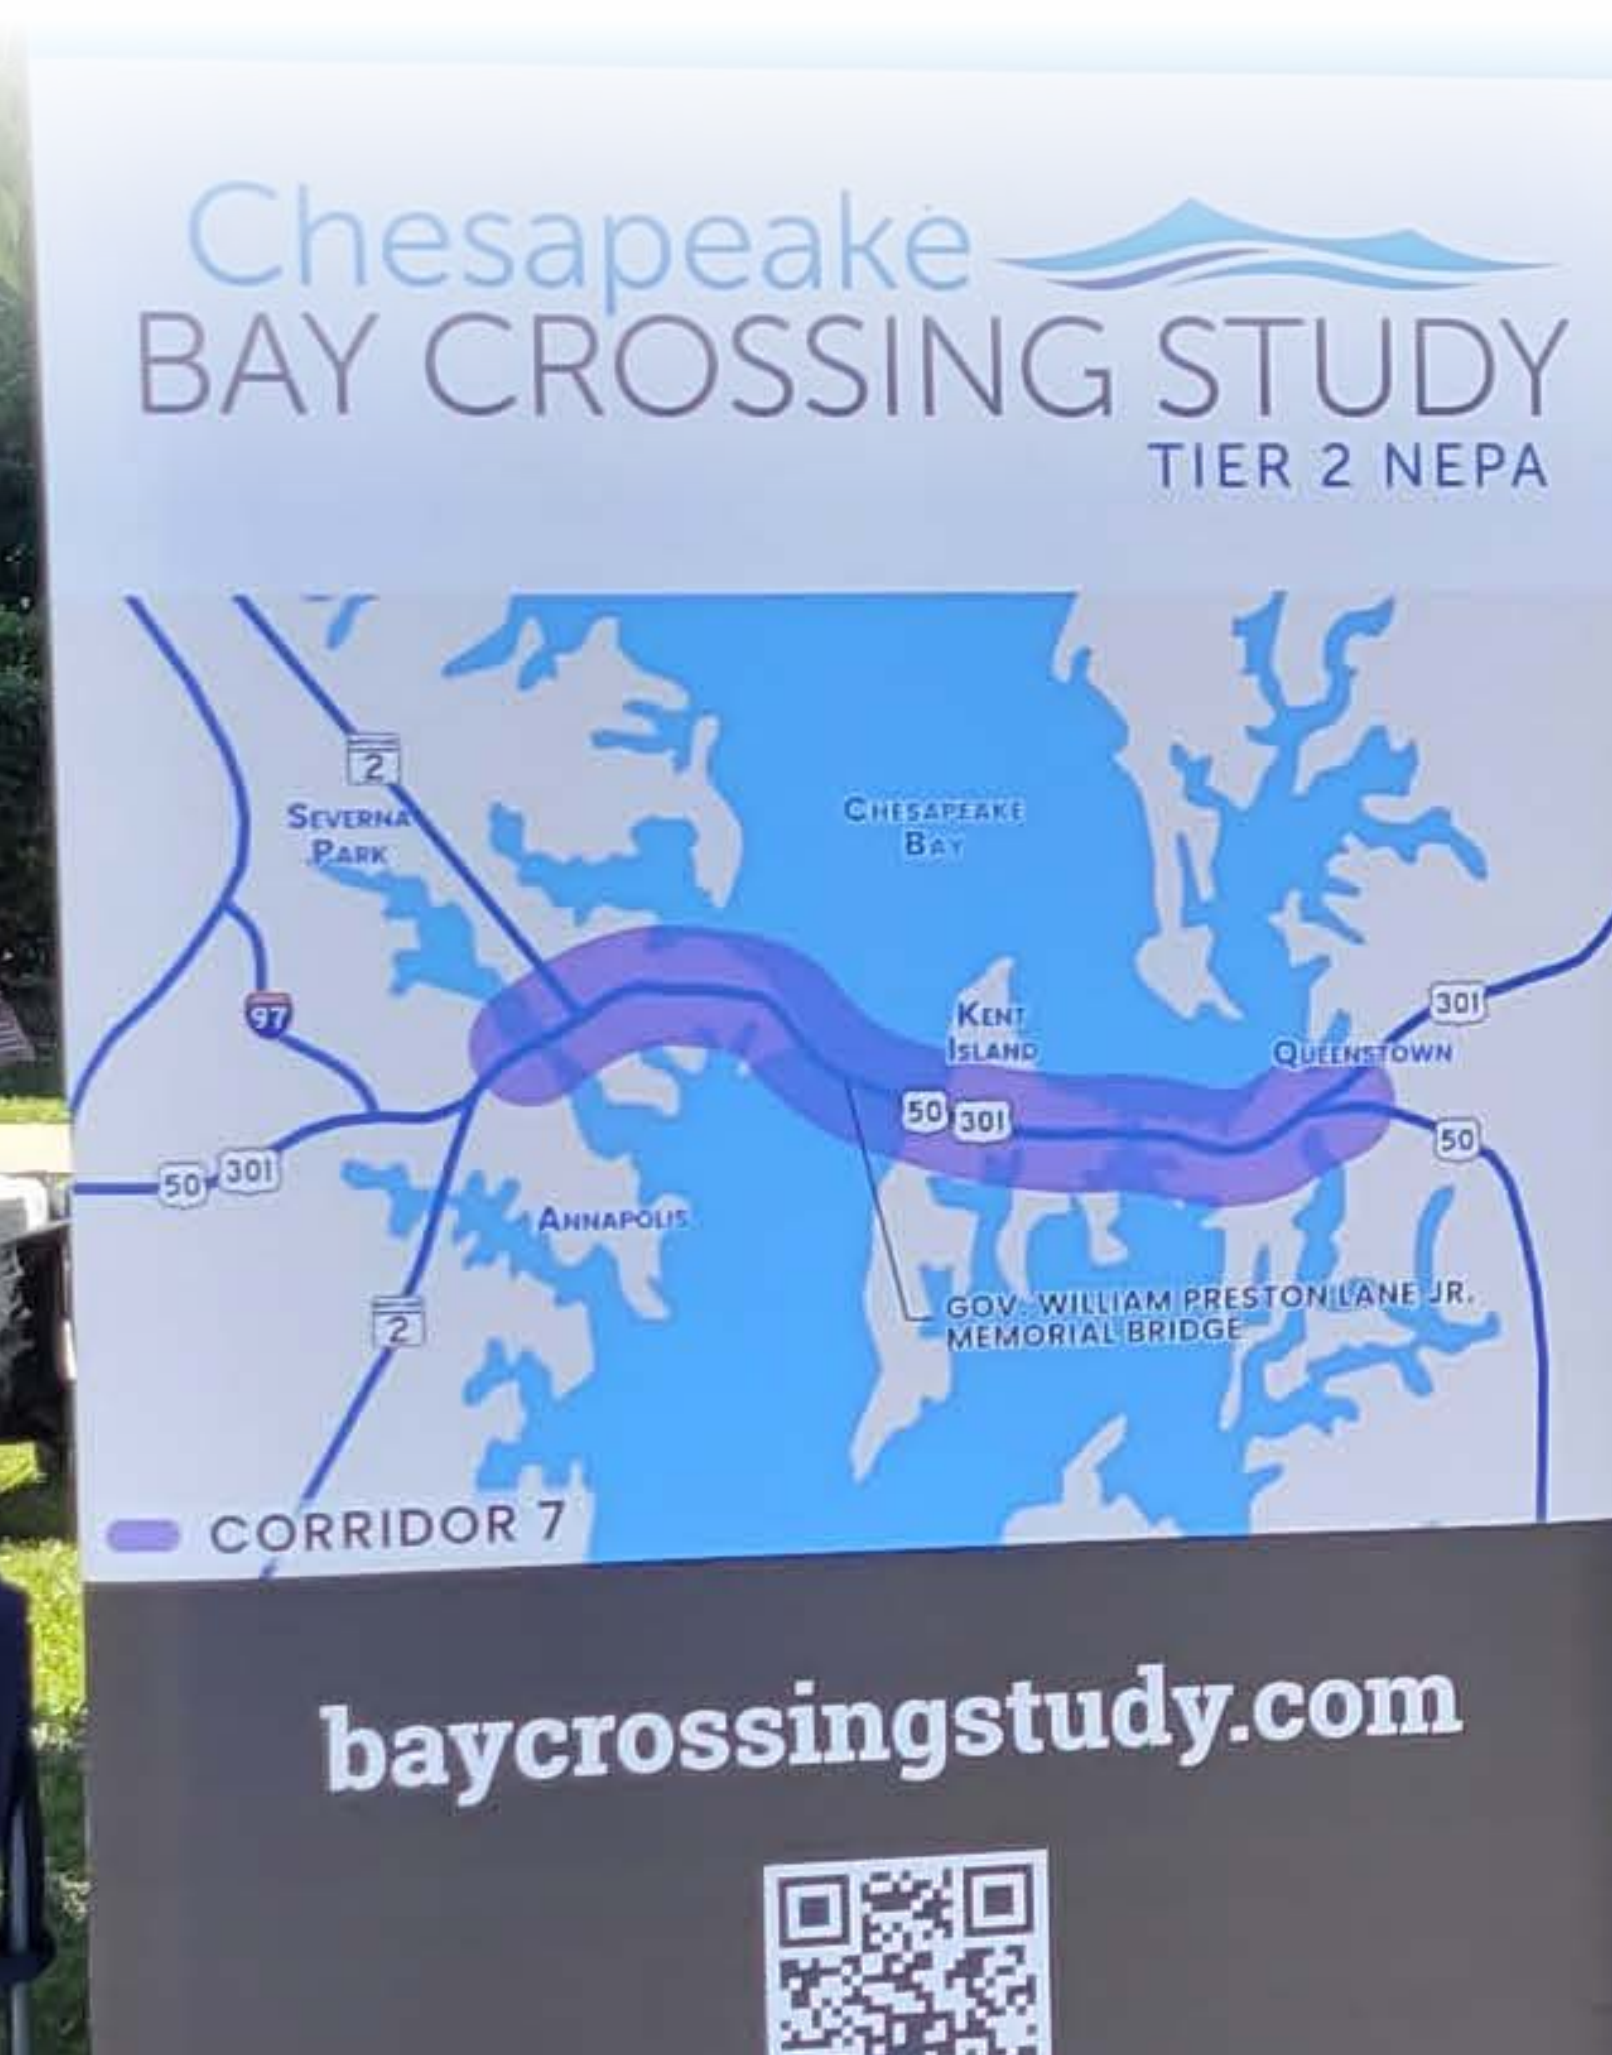 Chesapeake
BAY CROSSING STUDY
TIER 2 NEPA
2
SEVERNA
PARK
CHESAPEAKE
BAY
97
KENT
ISLAND
301
QUEENSTOWN
50 301
50
50 301
ANNAPOLIS
2
GOV. WILLIAM PRESTON LANE JR.
MEMORIAL BRIDGE
CORRIDOR 7
baycrossingstudy.com